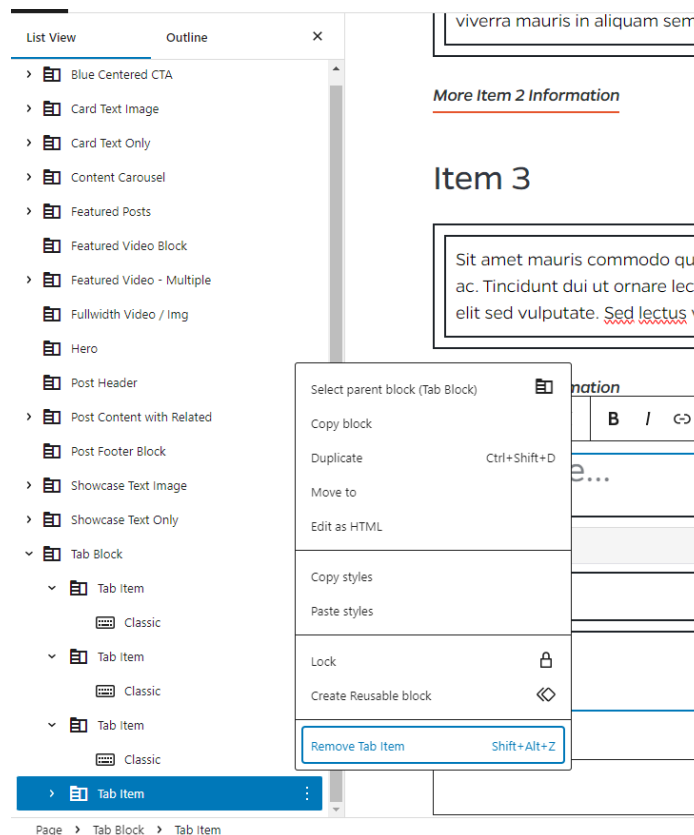 List View
Outline
Blue Centered CTA
Card Text Image
Card Text Only
Content Carousel
Featured Posts
Featured Video Block
Featured Video - Multiple
Fullwidth Video / Img
Hero
Post Header
Post Content with Related
Post Footer Block
Showcase Text Image
Showcase Text Only
Tab Block
Tab Item
Classic
Tab Item
Classic
Tab Item
Classic
Tab Item
Page > Tab Block > Tab Item
Select parent block (Tab Block)
Copy block
Duplicate Ctrl+Shift+D
Move to
Edit as HTML
Copy styles
Paste styles
Lock
Create Reusable block
Remove Tab Item Shift+Alt+Z
viverra mauris in aliquam sem
More Item 2 Information
Item 3
Sit amet mauris commodo qu
ac. Tincidunt dui ut ornare lec
elit sed vulputate. Sed lectus
mation
B I
e...